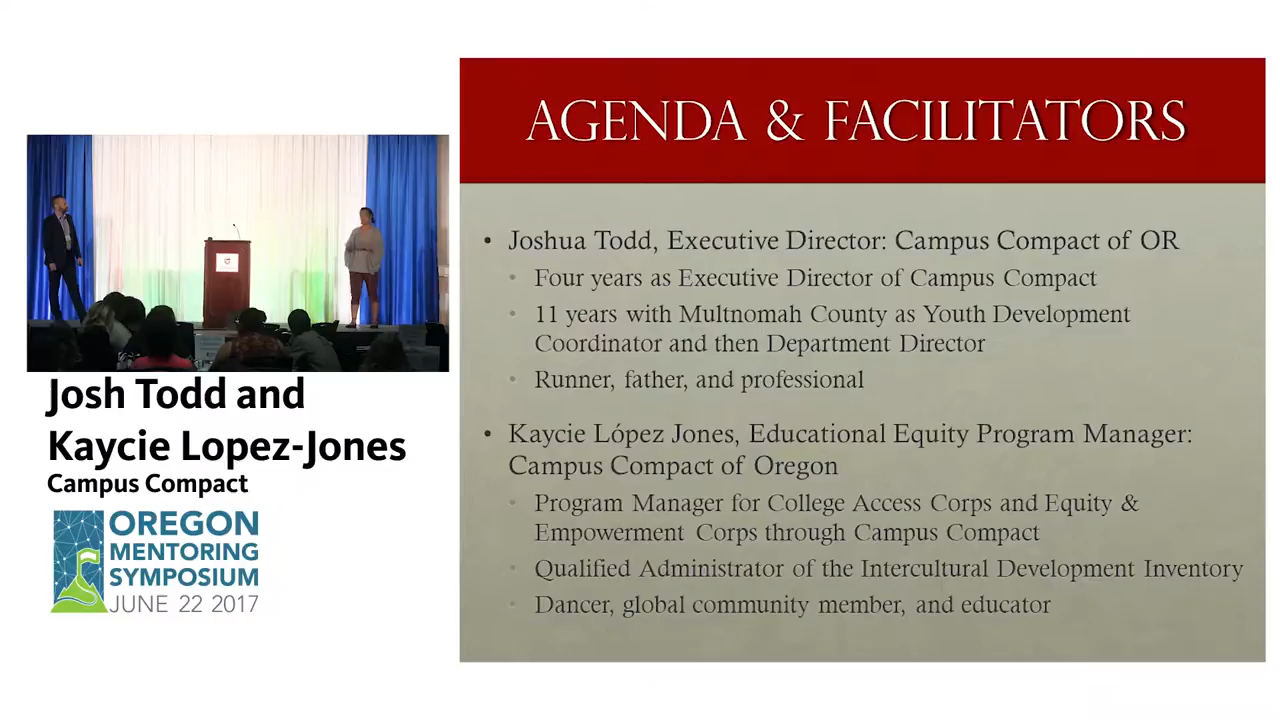 AGENDA & FACILITATORS
• Joshua Todd, Executive Director: Campus Compact of OR
• Four years as Executive Director of Campus Compact
• 11 years with Multnomah County as Youth Development
Coordinator and then Department Director
• Runner, father, and professional
• Kaycie López Jones, Educational Equity Program Manager:
Campus Compact of Oregon
• Program Manager for College Access Corps and Equity &
Empowerment Corps through Campus Compact
• Qualified Administrator of the Intercultural Development Inventory
• Dancer, global community member, and educator
Josh Todd and
Kaycie Lopez-Jones
Campus Compact
OREGON
MENTORING
SYMPOSIUM
JUNE 22 2017